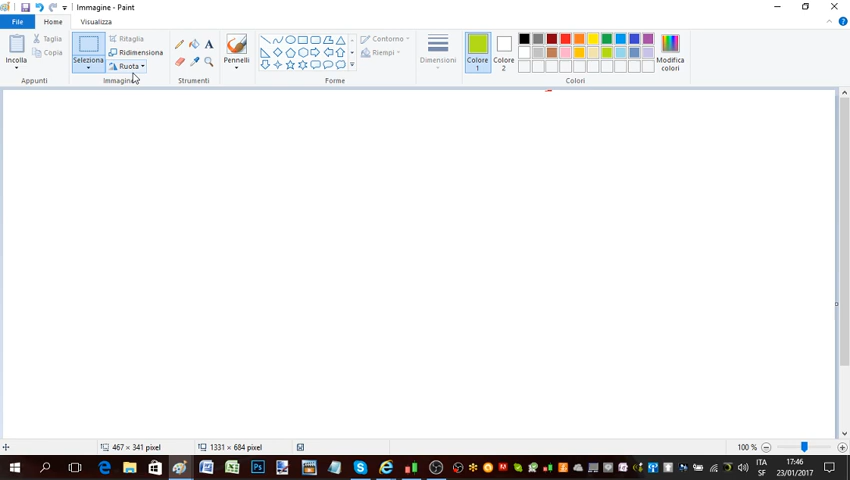 Immagine - Paint
File Home Visualizza
Incolla
Taglia
Copia
Appunti
Seleziona
Ritaglia
Ridimensiona
Ruota
Immagine
A
Strumenti
Pennelli
Contorno
Riempi
Forme
Dimensioni
Colore
1
Colore
2
Modifica
colori
Colori
467 × 341 pixel
1331 × 684 pixel
100 %
ITA
SF
17:46
23/01/2017